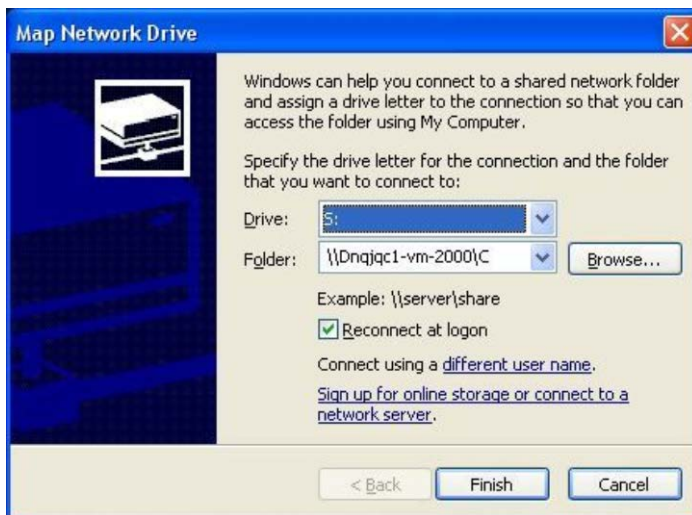 Map Network Drive
Windows can help you connect to a shared network folder
and assign a drive letter to the connection so that you can
access the folder using My Computer.
Specify the drive letter for the connection and the folder
that you want to connect to:
Drive: S:
Folder: \\Dnqjqc1-vm-2000\C Browse...
Example: \\server\share
Reconnect at logon
Connect using a different user name.
Sign up for online storage or connect to a
network server.
< Back Finish Cancel